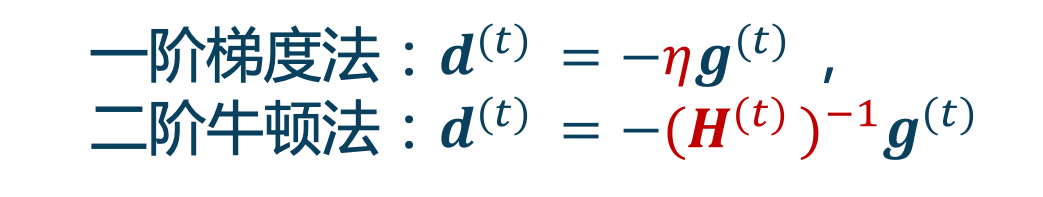 一阶梯度法：d^(t) = −ηg^(t) ，
二阶牛顿法：d^(t) = −(H^(t) )^−1 g^(t)